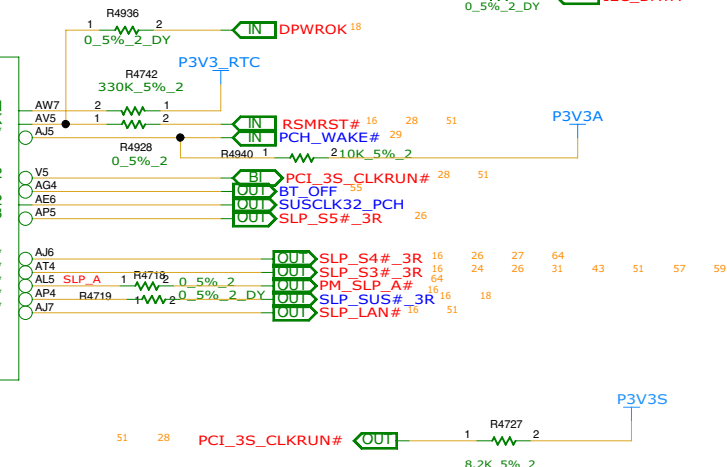 0_5%_2_DY
R4936
1 2 IN DPWROK 18
0_5%_2_DY
P3V3_RTC
R4742
330K_5%_2
P3V3A
AW7 2 1
AV5 1 2 IN RSMRST# 16 28 51
AJ5 IN PCH_WAKE# 29
R4928
0_5%_2
R4940 1 2 10K_5%_2
V5 BI PCI_3S_CLKRUN# 28 51
AG4 OUT BT_OFF 55
AE6 OUT SUSCLK32_PCH
AP5 OUT SLP_S5#_3R 26
AJ6 OUT SLP_S4#_3R 16 26 27 64
AT4 OUT SLP_S3#_3R 16 24 26 31 43 51 57 59
AL5 SLP_A 1 R4718 2 0_5%_2 OUT PM_SLP_A# 64
AP4 R4719 1 2 0_5%_2_DY OUT SLP_SUS#_3R 16 16 18
AJ7 OUT SLP_LAN# 16 51
P3V3S
R4727
51 28 PCI_3S_CLKRUN# OUT 1 2
8.2K_5%_2